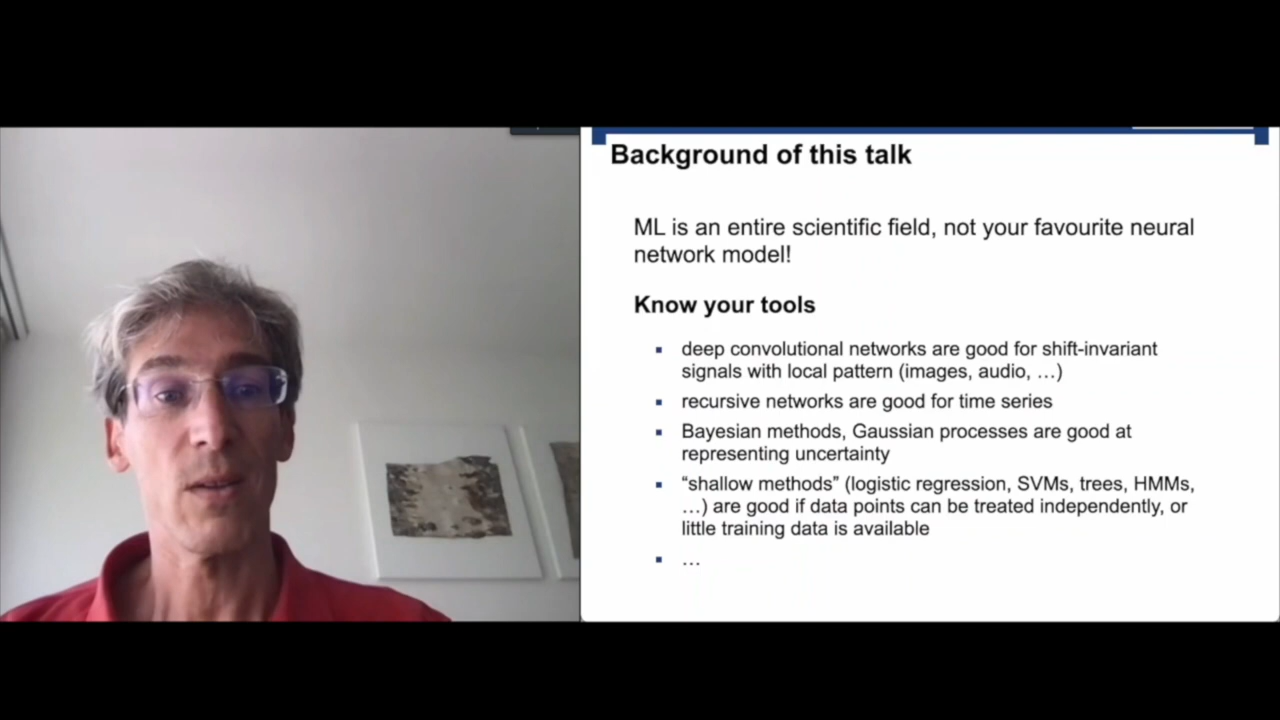 Background of this talk
ML is an entire scientific field, not your favourite neural
network model!
Know your tools
deep convolutional networks are good for shift-invariant
signals with local pattern (images, audio, …)
recursive networks are good for time series
Bayesian methods, Gaussian processes are good at
representing uncertainty
“shallow methods” (logistic regression, SVMs, trees, HMMs,
…) are good if data points can be treated independently, or
little training data is available
…